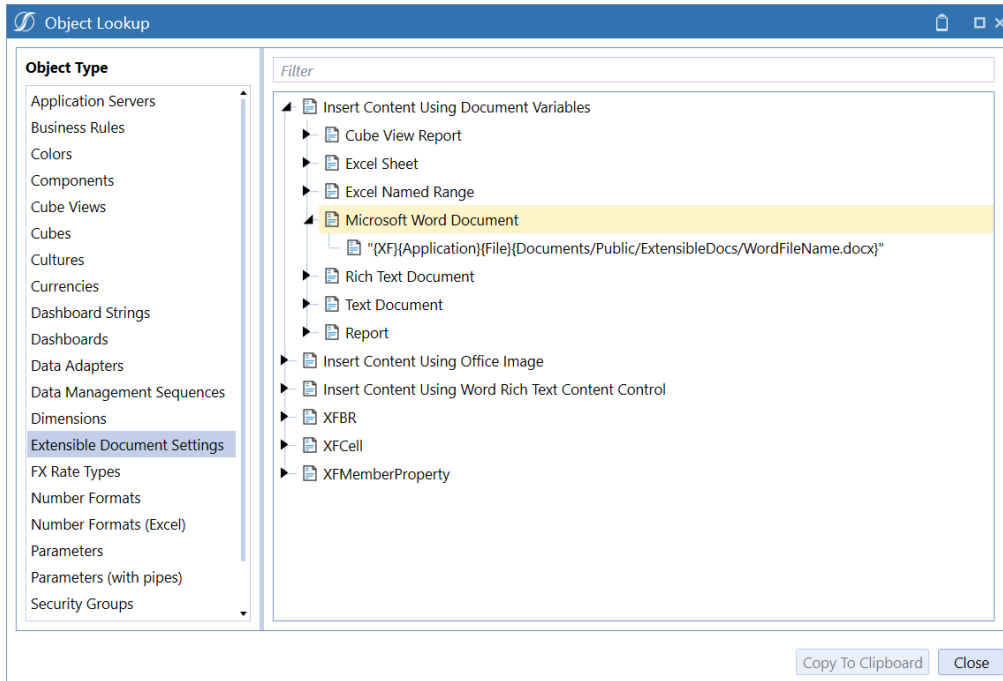 Object Lookup
Object Type
Application Servers
Business Rules
Colors
Components
Cube Views
Cubes
Cultures
Currencies
Dashboard Strings
Dashboards
Data Adapters
Data Management Sequences
Dimensions
Extensible Document Settings
FX Rate Types
Number Formats
Number Formats (Excel)
Parameters
Parameters (with pipes)
Security Groups
Filter
Insert Content Using Document Variables
Cube View Report
Excel Sheet
Excel Named Range
Microsoft Word Document
"{XF}{Application}{File}{Documents/Public/ExtensibleDocs/WordFileName.docx}"
Rich Text Document
Text Document
Report
Insert Content Using Office Image
Insert Content Using Word Rich Text Content Control
XFBR
XFCell
XFMemberProperty
Copy To Clipboard
Close